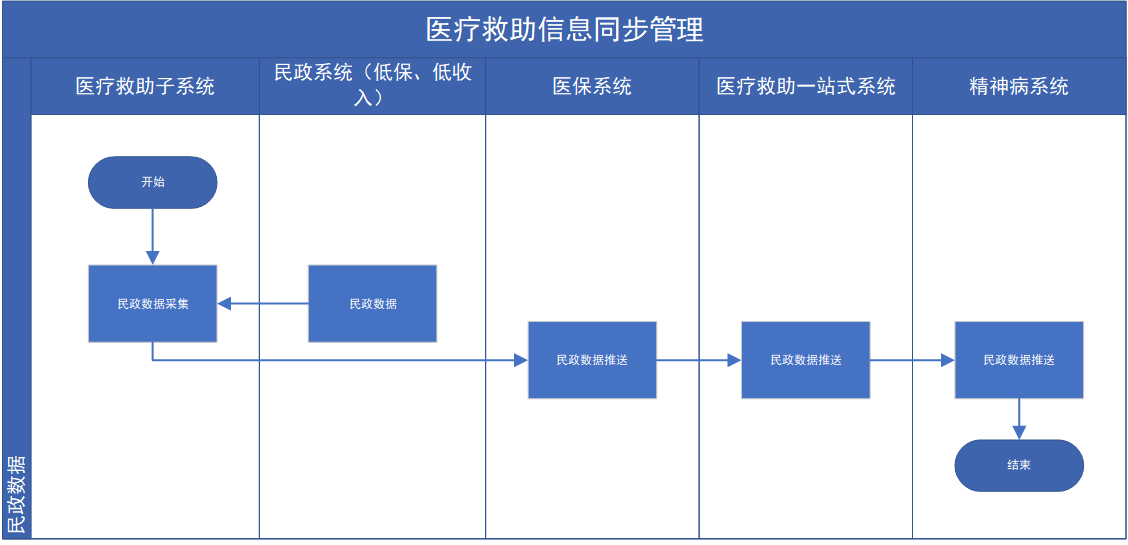 医疗救助信息同步管理
医疗救助子系统
民政系统（低保、低收
入）
医保系统
医疗救助一站式系统
精神病系统
开始
民政数据采集
民政数据
民政数据推送
民政数据推送
民政数据推送
结束
民政数据